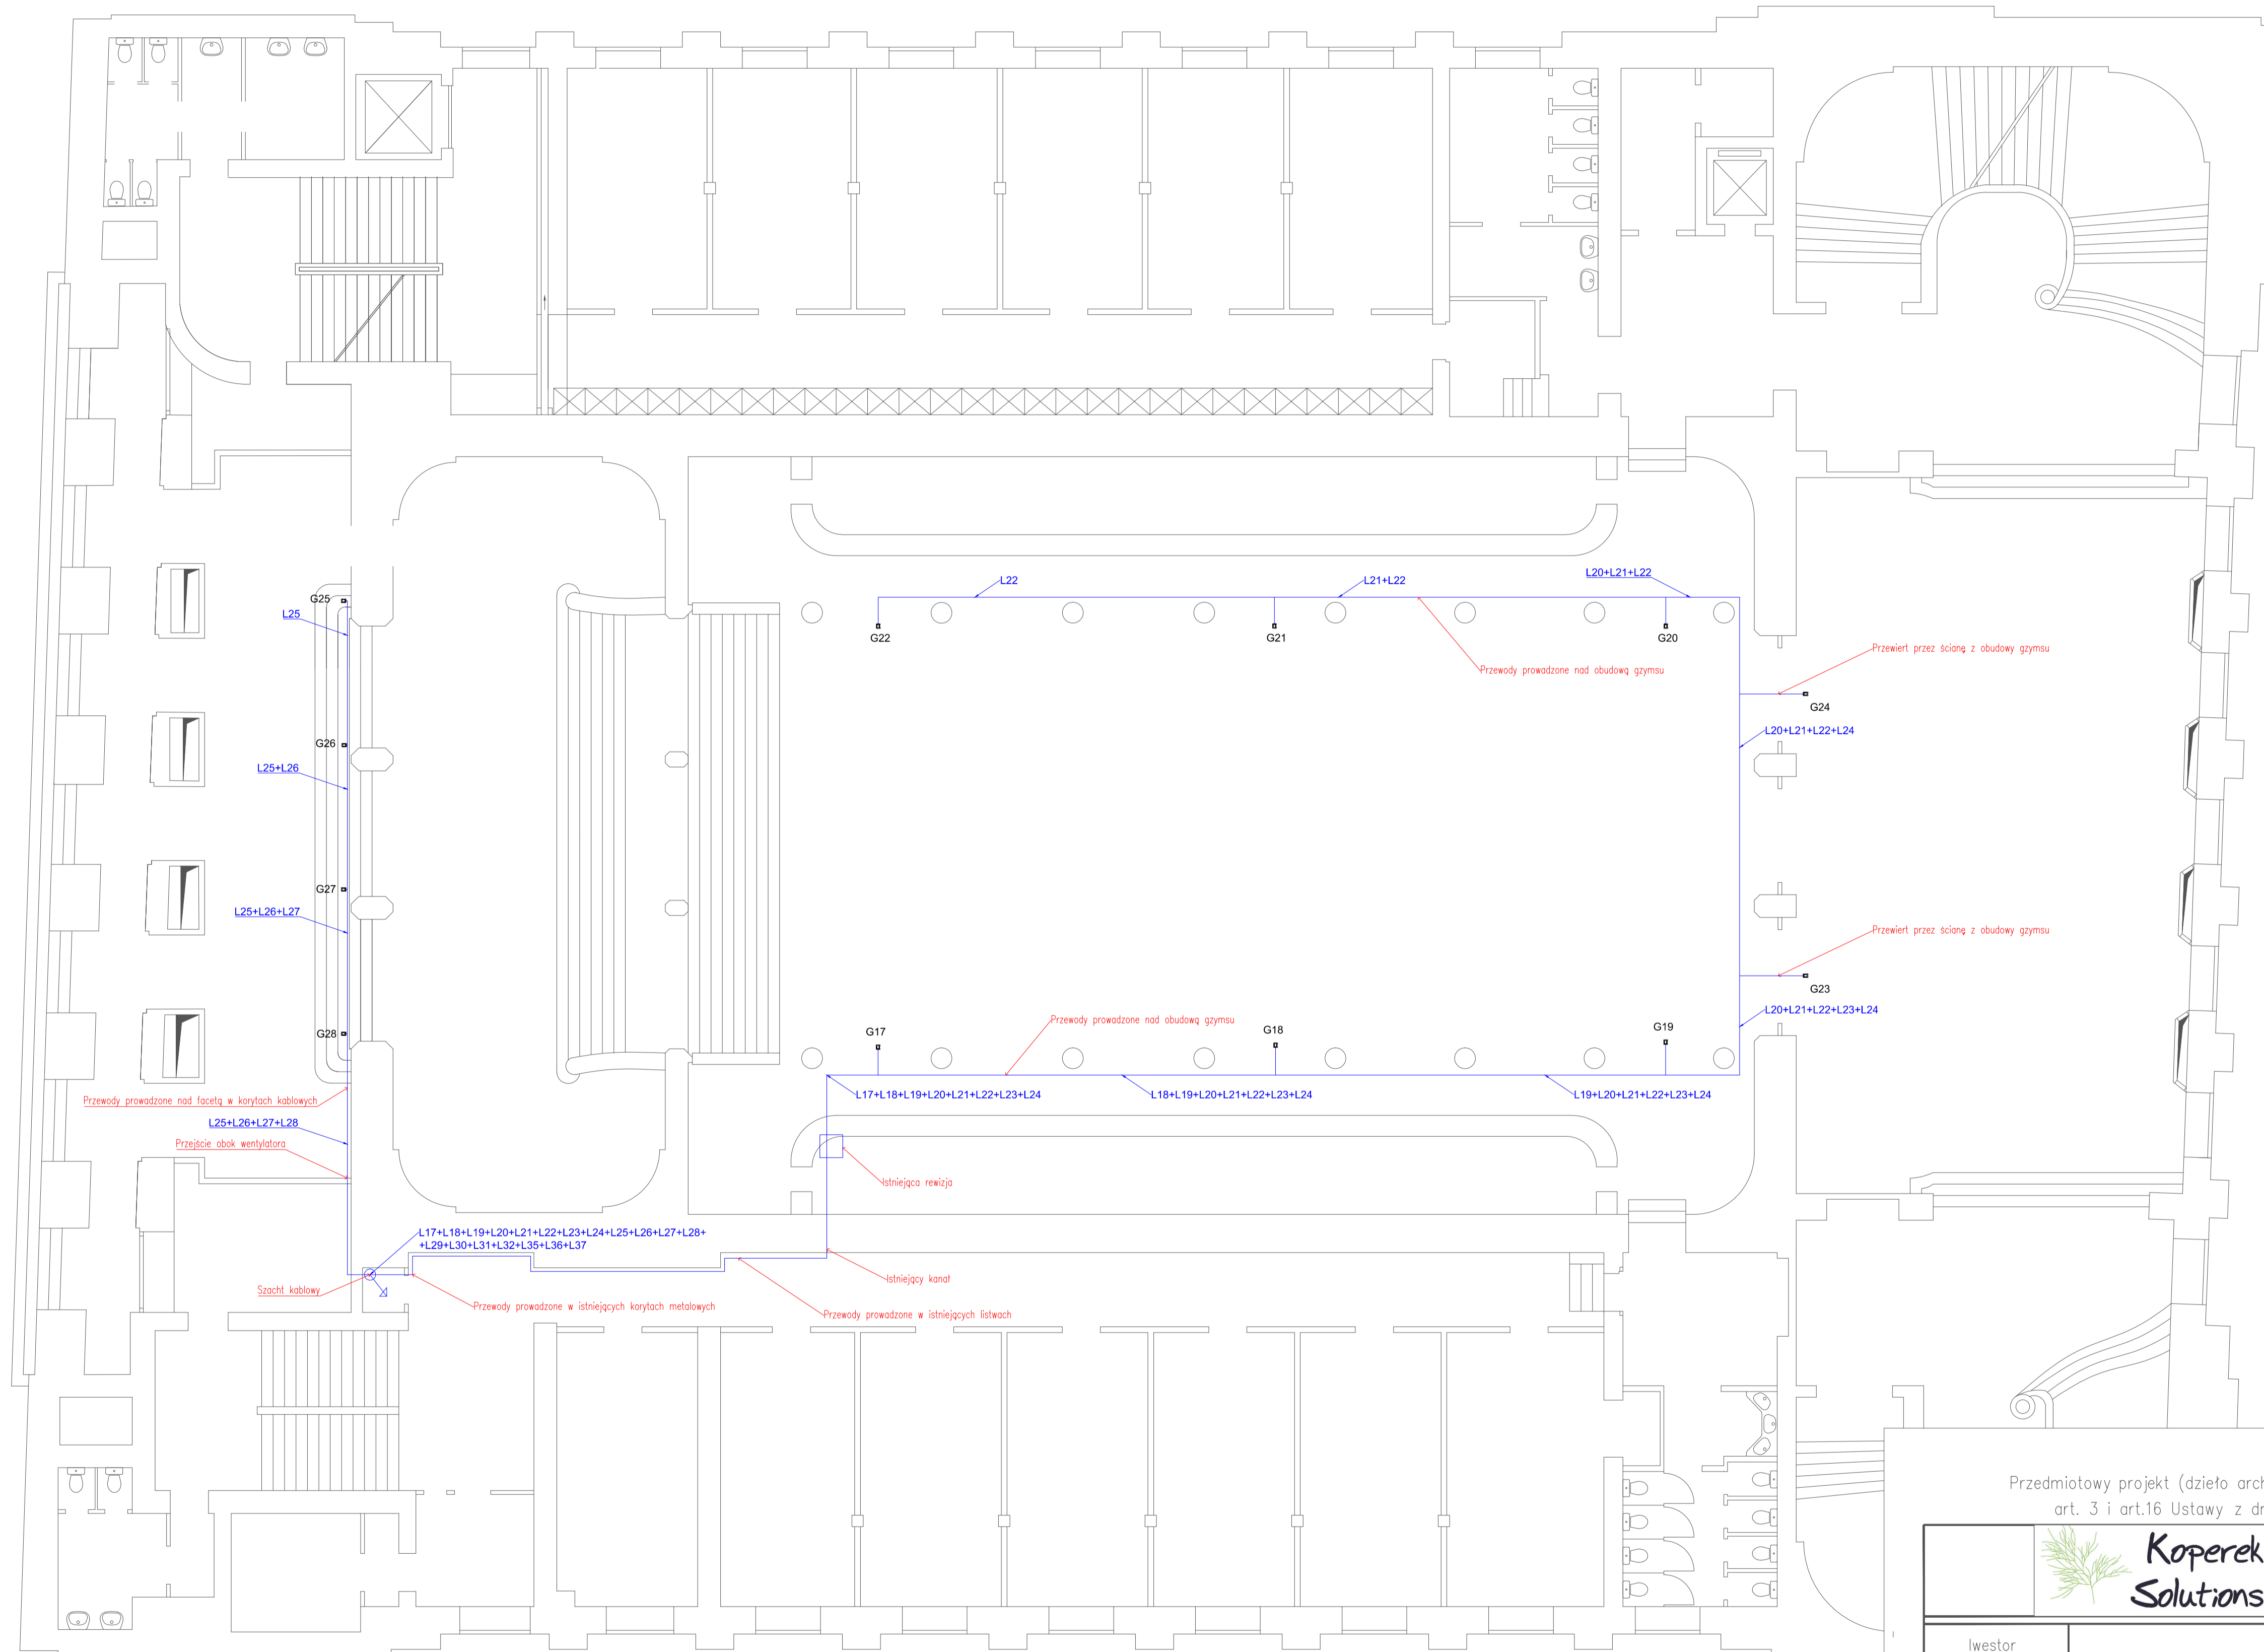 L22
L21+L22
L20+L21+L22
G25
L25
G22
G21
G20
Przewody prowadzone nad obudową gzymsu
Przewiert przez ścianę z obudowy gzymsu
G24
L20+L21+L22+L24
G26
L25+L26
G27
L25+L26+L27
Przewiert przez ścianę z obudowy gzymsu
G23
L20+L21+L22+L23+L24
G28
Przewody prowadzone nad obudową gzymsu
G17
G18
G19
L17+L18+L19+L20+L21+L22+L23+L24
L18+L19+L20+L21+L22+L23+L24
L19+L20+L21+L22+L23+L24
Przewody prowadzone nad facetą w korytach kablowych
L25+L26+L27+L28
Przejście obok wentylatora
Istniejąca rewizja
L17+L18+L19+L20+L21+L22+L23+L24+L25+L26+L27+L28+
+L29+L30+L31+L32+L35+L36+L37
Szacht kablowy
Istniejący kanał
Przewody prowadzone w istniejących korytach metalowych
Przewody prowadzone w istniejących listwach
Przedmiotowy projekt (dzieło arch
art. 3 i art.16 Ustawy z dn
Koperek
Solutions
Iwestor